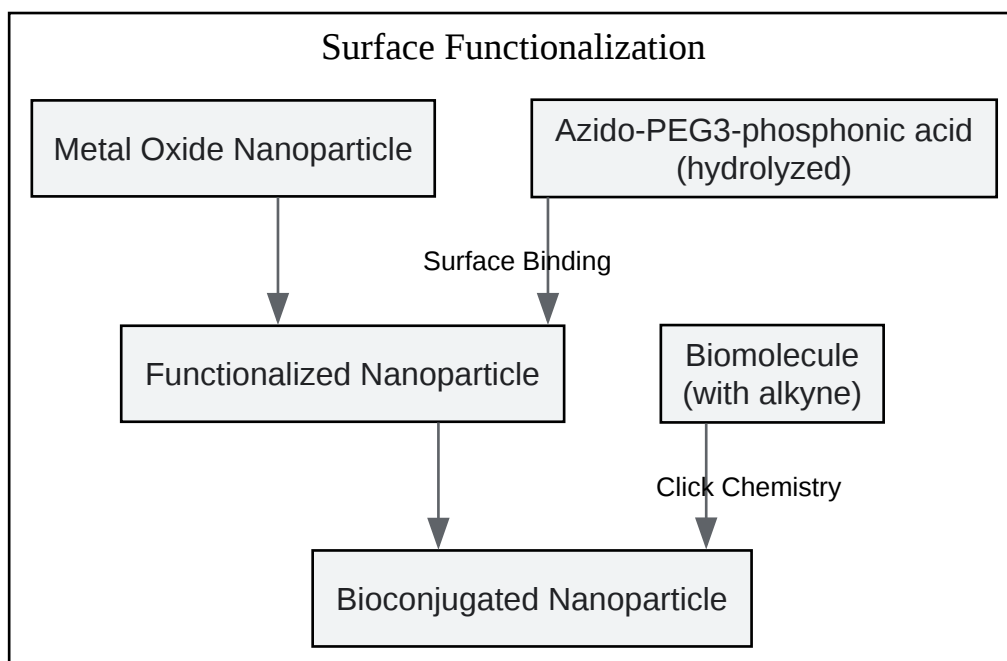 Surface Functionalization
Metal Oxide Nanoparticle
Azido-PEG3-phosphonic acid
(hydrolyzed)
Surface Binding
Functionalized Nanoparticle
Biomolecule
(with alkyne)
Click Chemistry
Bioconjugated Nanoparticle